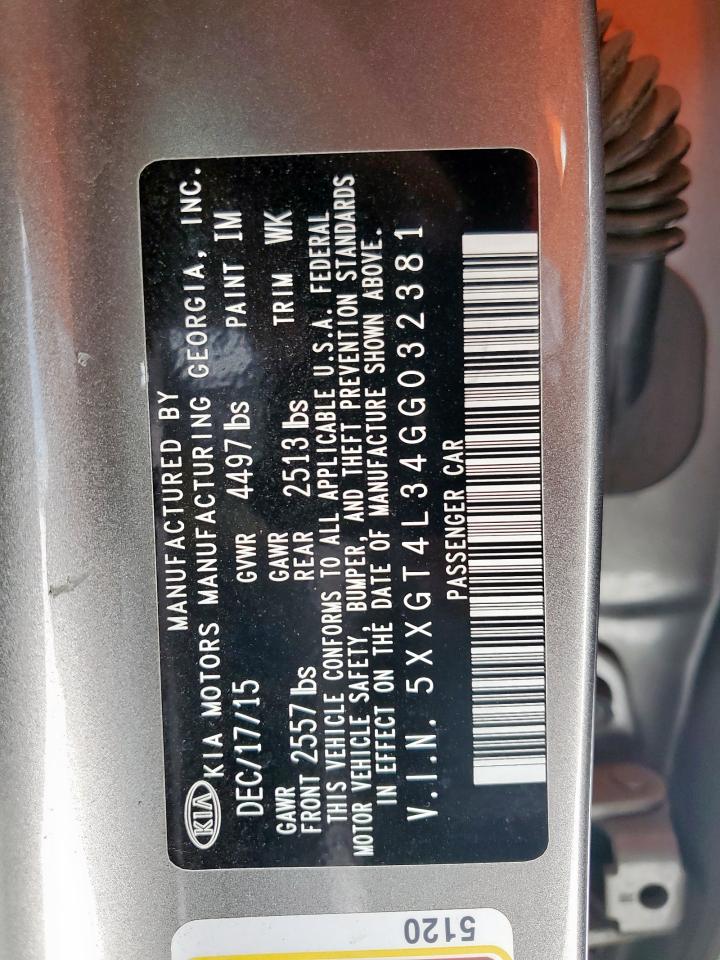 MANUFACTURED BY
KIA KIA MOTORS MANUFACTURING GEORGIA, INC.
DEC/17/15 GVWR 4497 lbs PAINT IM
GAWR FRONT 2557 lbs GAWR REAR 2513 lbs TRIM WK
THIS VEHICLE CONFORMS TO ALL APPLICABLE U.S.A. FEDERAL
MOTOR VEHICLE SAFETY, BUMPER, AND THEFT PREVENTION STANDARDS
IN EFFECT ON THE DATE OF MANUFACTURE SHOWN ABOVE.
V.I.N. 5XXGT4L34GG032381
PASSENGER CAR
5120